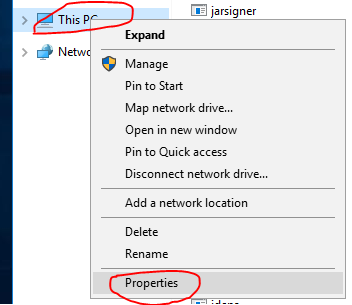 This PC
jarsigner
Expand
Netwo
Manage
Pin to Start
Map network drive...
Open in new window
Pin to Quick access
Disconnect network drive...
Add a network location
Delete
Rename
Properties